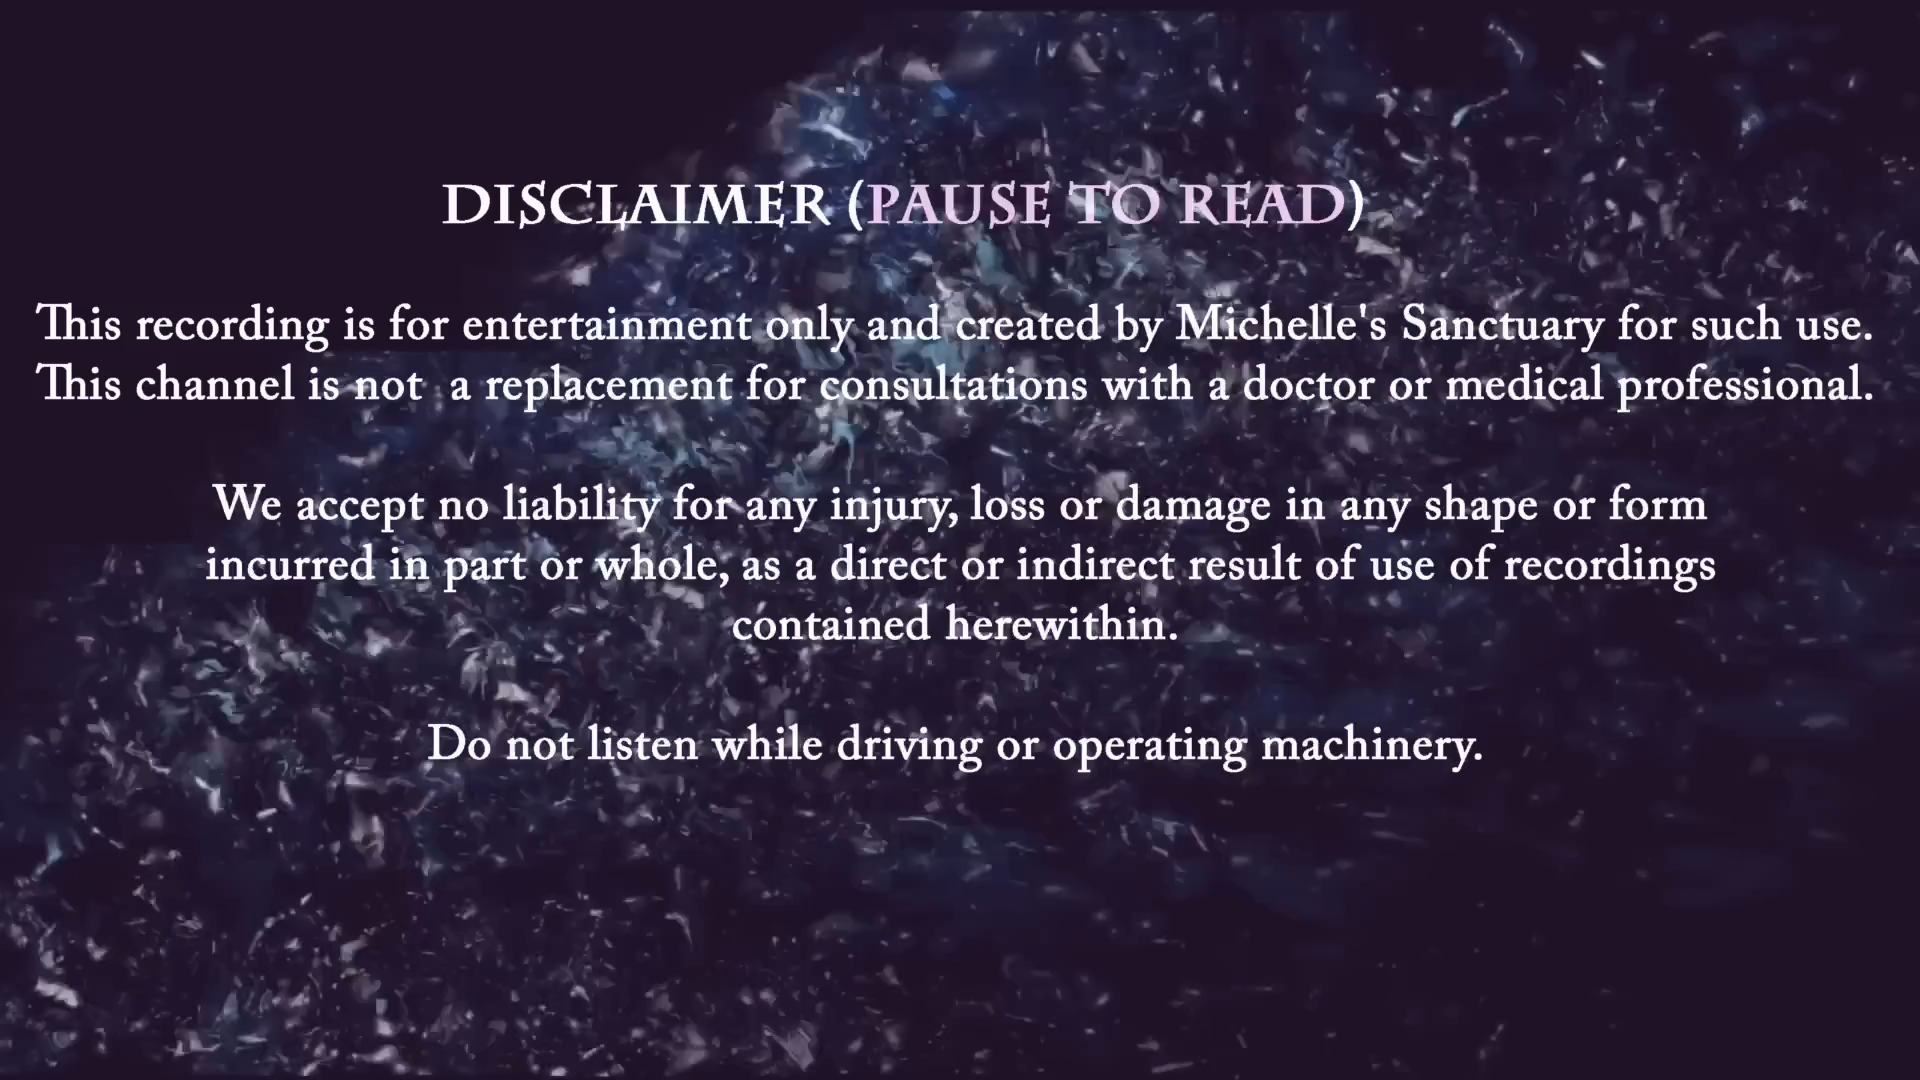 DISCLAIMER (PAUSE TO READ)
This recording is for entertainment only and created by Michelle's Sanctuary for such use.
This channel is not a replacement for consultations with a doctor or medical professional.
We accept no liability for any injury, loss or damage in any shape or form
incurred in part or whole, as a direct or indirect result of use of recordings
contained herewithin.
Do not listen while driving or operating machinery.